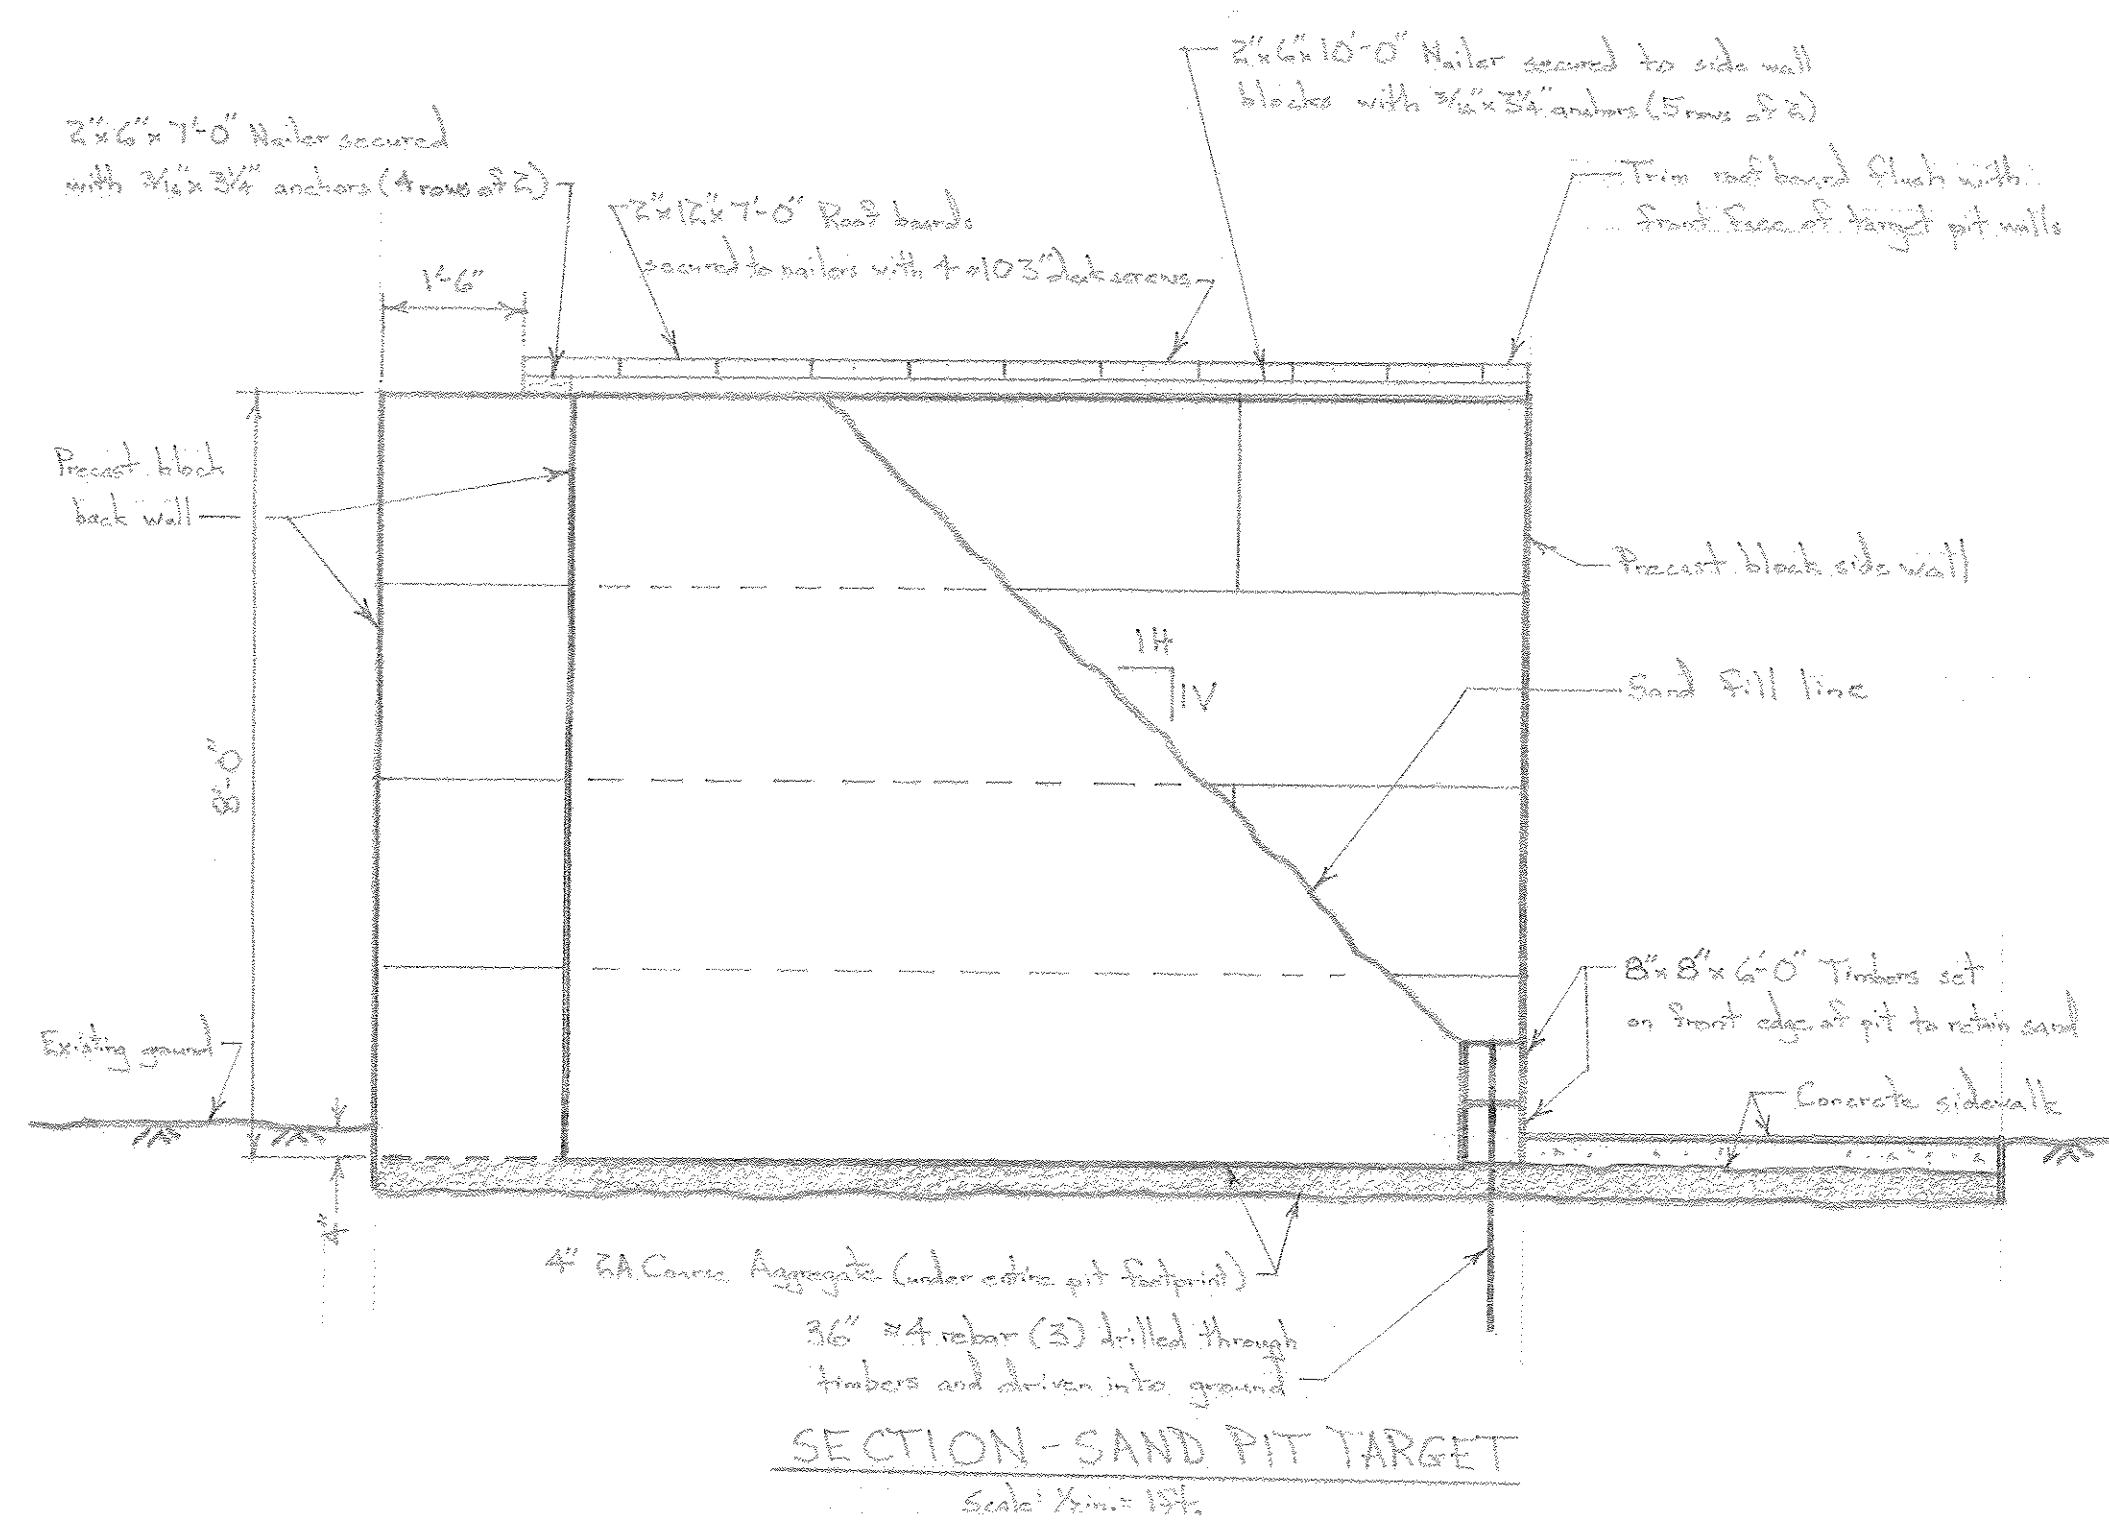 2"x6"x10'-0" Nailer secured to side wall
blocks with 3/16"x3¼" anchors (5 rows of 2)
2"x6"x7'-0" Nailer secured
with 3/16"x3¼" anchors (4 rows of 2)
Trim roof board flush with
front face of target pit walls
2"x12"x7'-0" Roof boards
secured to nailers with 4 #10 3" deck screws
1'-6"
Precast block
back wall
Precast block side wall
1H
1V
Sand fill line
8'-0"
8"x8"x6'-0" Timbers set
on front edge of pit to retain sand
Existing ground
Concrete sidewalk
4"
4" 2A Coarse Aggregate (under entire pit footprint)
36" #4 rebar (3) drilled through
timbers and driven into ground
SECTION - SAND PIT TARGET
Scale: ½ in. = 1 ft.